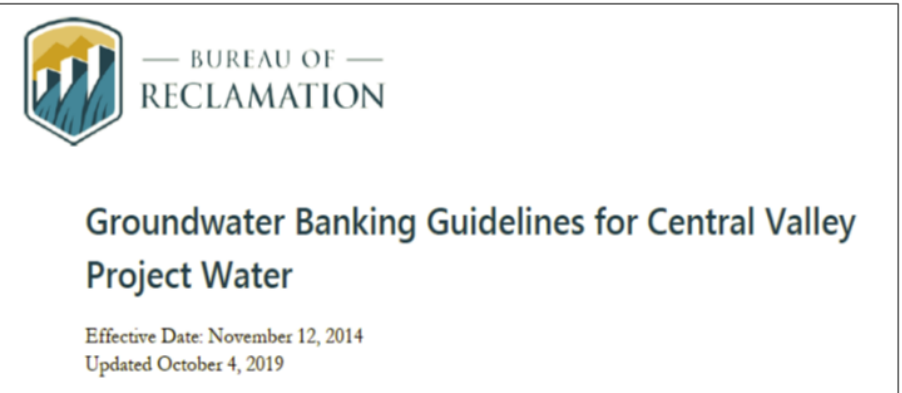 BUREAU OF
RECLAMATION
Groundwater Banking Guidelines for Central Valley
Project Water
Effective Date: November 12, 2014
Updated October 4, 2019